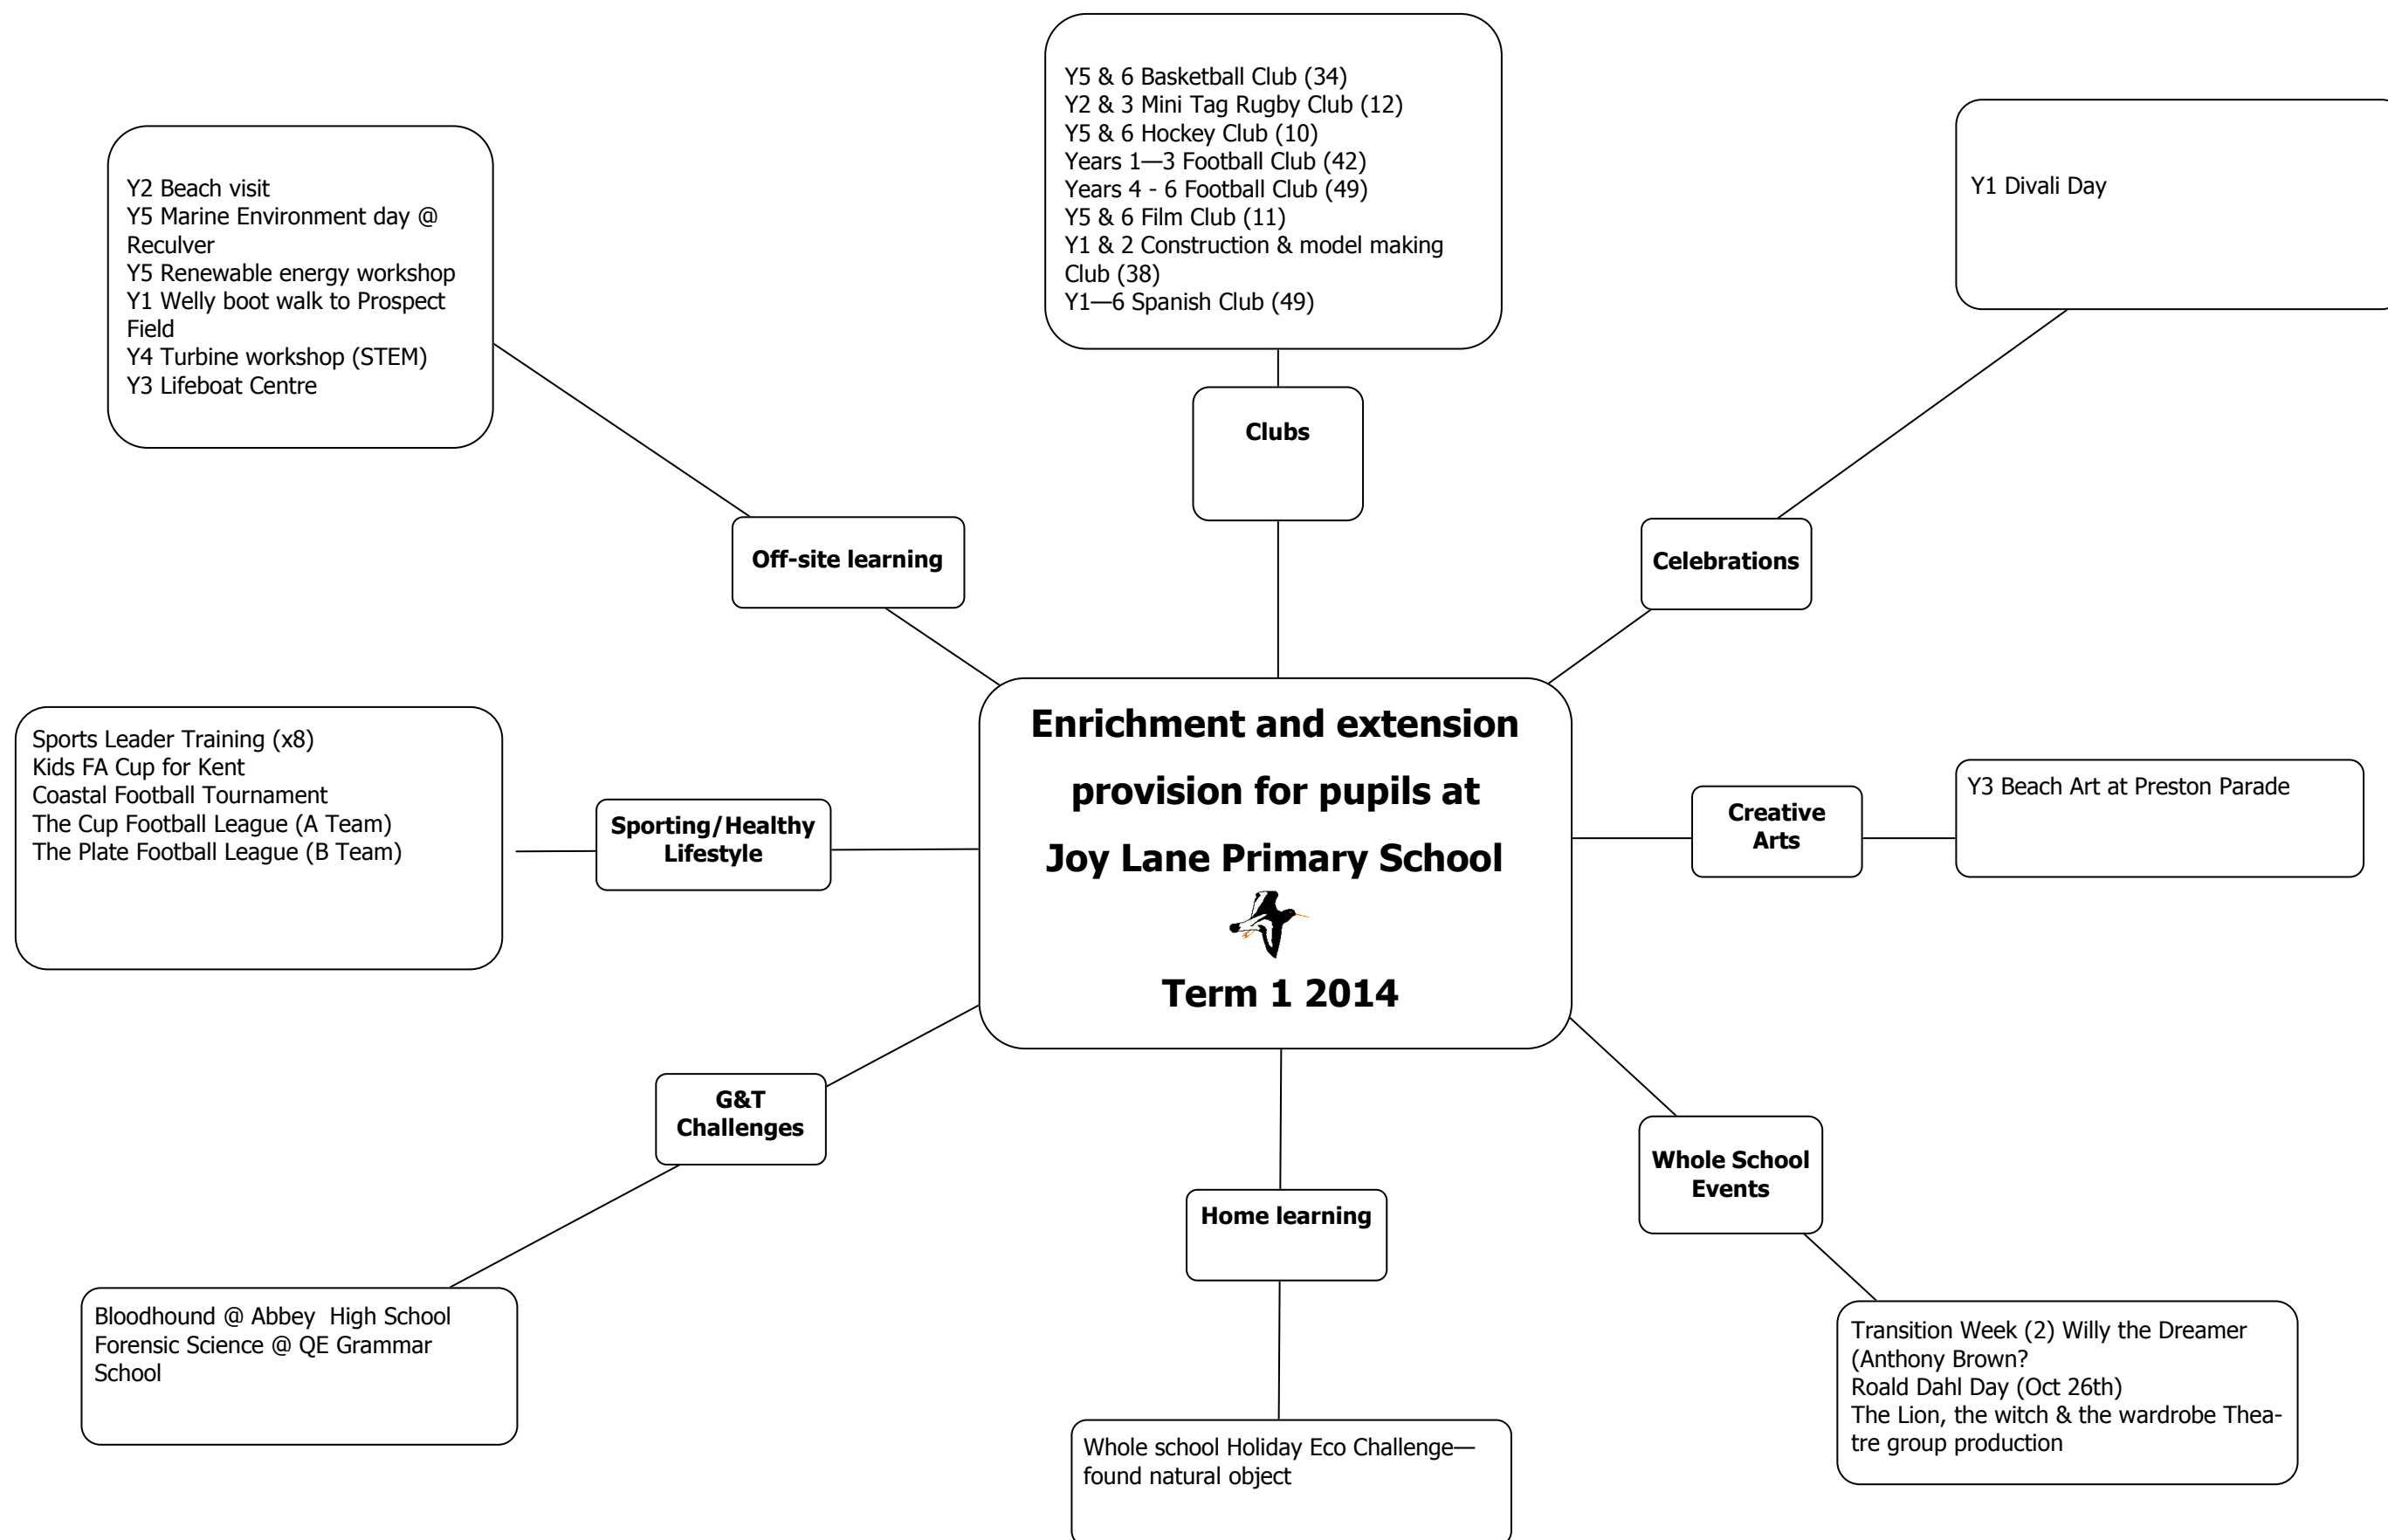 Y5 & 6 Basketball Club (34)
Y2 & 3 Mini Tag Rugby Club (12)
Y5 & 6 Hockey Club (10)
Years 1—3 Football Club (42)
Years 4 - 6 Football Club (49)
Y5 & 6 Film Club (11)
Y1 & 2 Construction & model making
Club (38)
Y1—6 Spanish Club (49)
Y2 Beach visit
Y5 Marine Environment day @
Reculver
Y5 Renewable energy workshop
Y1 Welly boot walk to Prospect
Field
Y4 Turbine workshop (STEM)
Y3 Lifeboat Centre
Y1 Divali Day
Clubs
Off-site learning
Celebrations
Enrichment and extension
provision for pupils at
Joy Lane Primary School
Term 1 2014
Sports Leader Training (x8)
Kids FA Cup for Kent
Coastal Football Tournament
The Cup Football League (A Team)
The Plate Football League (B Team)
Sporting/Healthy
Lifestyle
Creative
Arts
Y3 Beach Art at Preston Parade
G&T
Challenges
Whole School
Events
Home learning
Bloodhound @ Abbey  High School
Forensic Science @ QE Grammar
School
Transition Week (2) Willy the Dreamer
(Anthony Brown?
Roald Dahl Day (Oct 26th)
The Lion, the witch & the wardrobe Thea-
tre group production
Whole school Holiday Eco Challenge—
found natural object